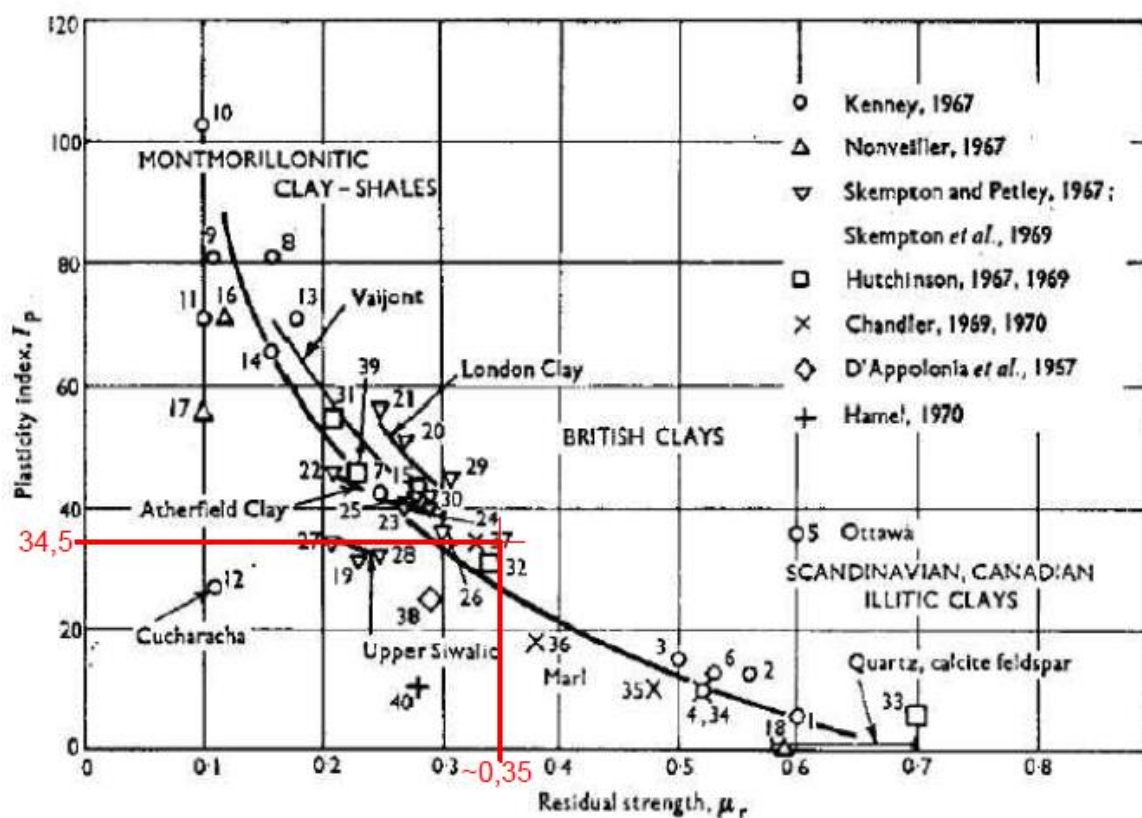 120
100
80
60
40
20
0
Plasticity index, Iₚ
34,5
0
0·1
0·2
0·3
0·4
0·5
0·6
0·7
0·8
~0,35
Residual strength, μᵣ
10
MONTMORILLONITIC
CLAY – SHALES
9
8
11
16
13
Vaijont
14
39
London Clay
31
21
17
20
BRITISH CLAYS
22
7
15
29
30
Atherfield Clay
25
23
24
27
37
5 Ottawa
28
19
32
12
26
SCANDINAVIAN, CANADIAN
ILLITIC CLAYS
38
Cucharacha
Upper Siwalic
36
3
6
2
Quartz, calcite feldspar
Marl
40
35
4,34
1
33
18
Kenney, 1967
Nonveiller, 1967
Skempton and Petley, 1967;
Skempton et al., 1969
Hutchinson, 1967, 1969
Chandler, 1969, 1970
D'Appolonia et al., 1967
Hamel, 1970